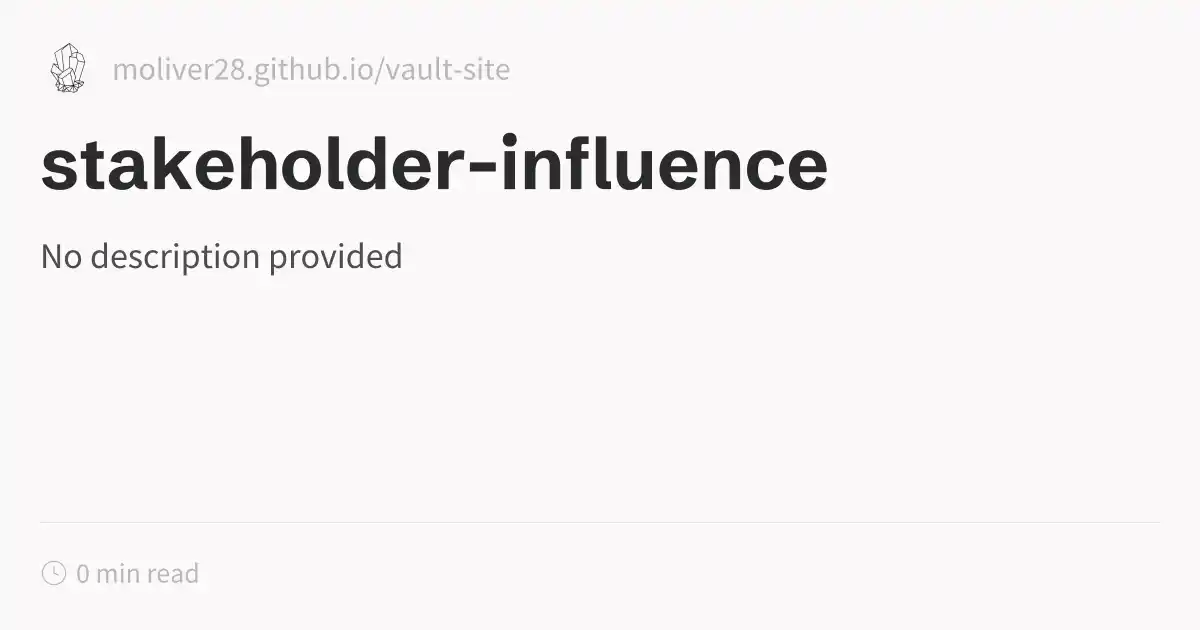 moliver28.github.io/vault-site
stakeholder-influence
No description provided
0 min read